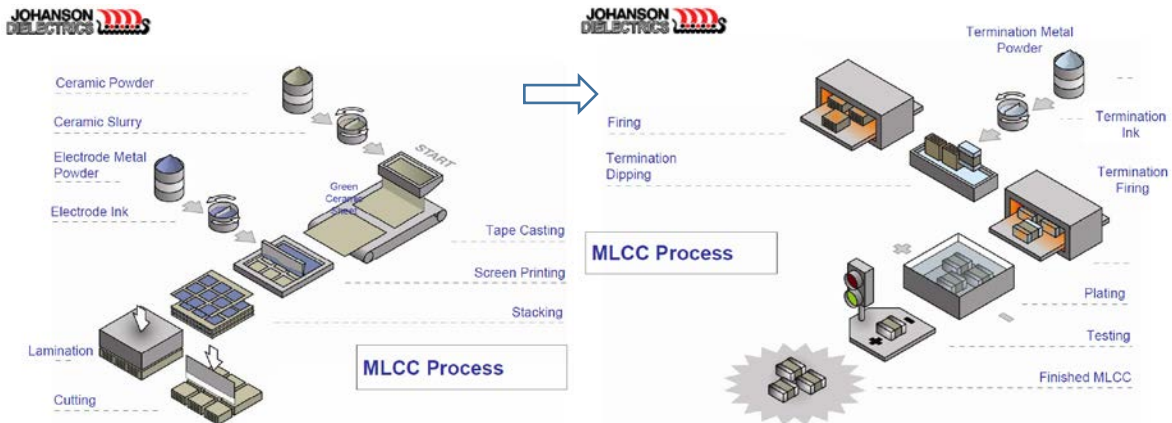 JOHANSON
DIELECTRICS
Ceramic Powder
Ceramic Slurry
Electrode Metal
Powder
Electrode Ink
START
Green
Ceramic
Sheet
Tape Casting
Screen Printing
Stacking
Lamination
MLCC Process
Cutting
JOHANSON
DIELECTRICS
Termination Metal
Powder
Firing
Termination
Ink
Termination
Dipping
Termination
Firing
MLCC Process
Plating
Testing
Finished MLCC